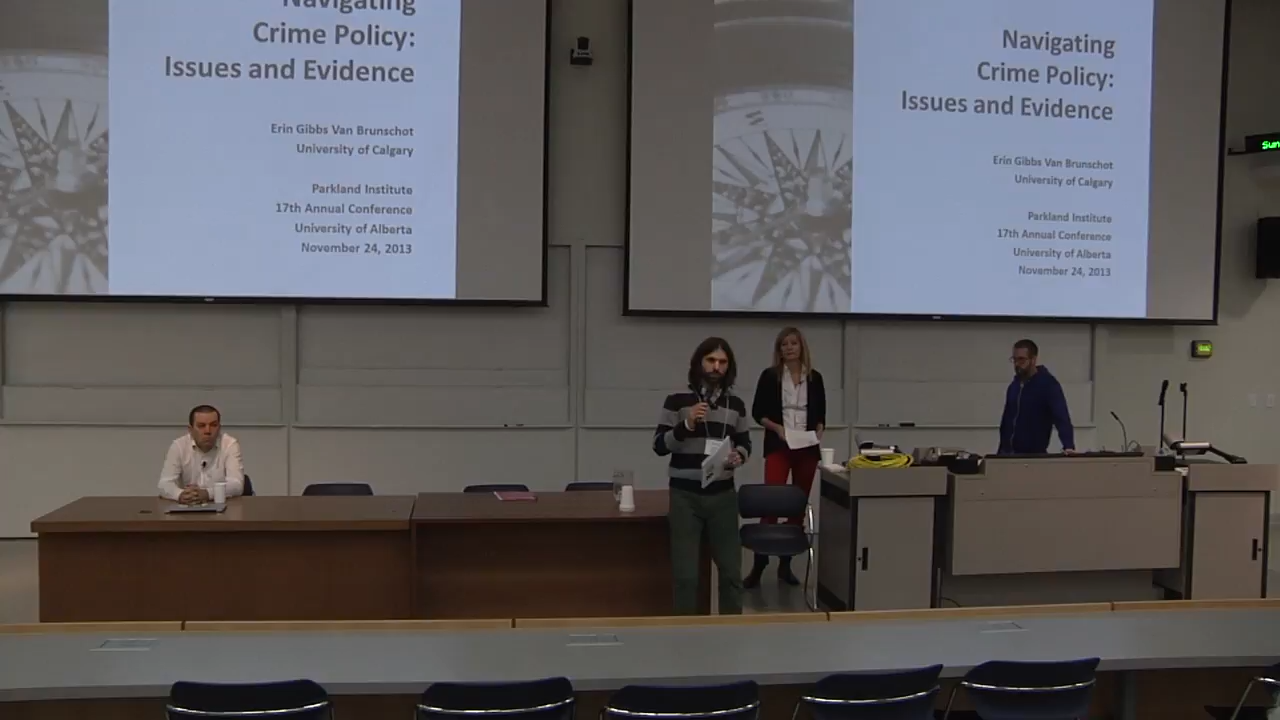 Navigating
Crime Policy:
Issues and Evidence
Erin Gibbs Van Brunschot
University of Calgary
Parkland Institute
17th Annual Conference
University of Alberta
November 24, 2013
Navigating
Crime Policy:
Issues and Evidence
Erin Gibbs Van Brunschot
University of Calgary
Parkland Institute
17th Annual Conference
University of Alberta
November 24, 2013
Sun